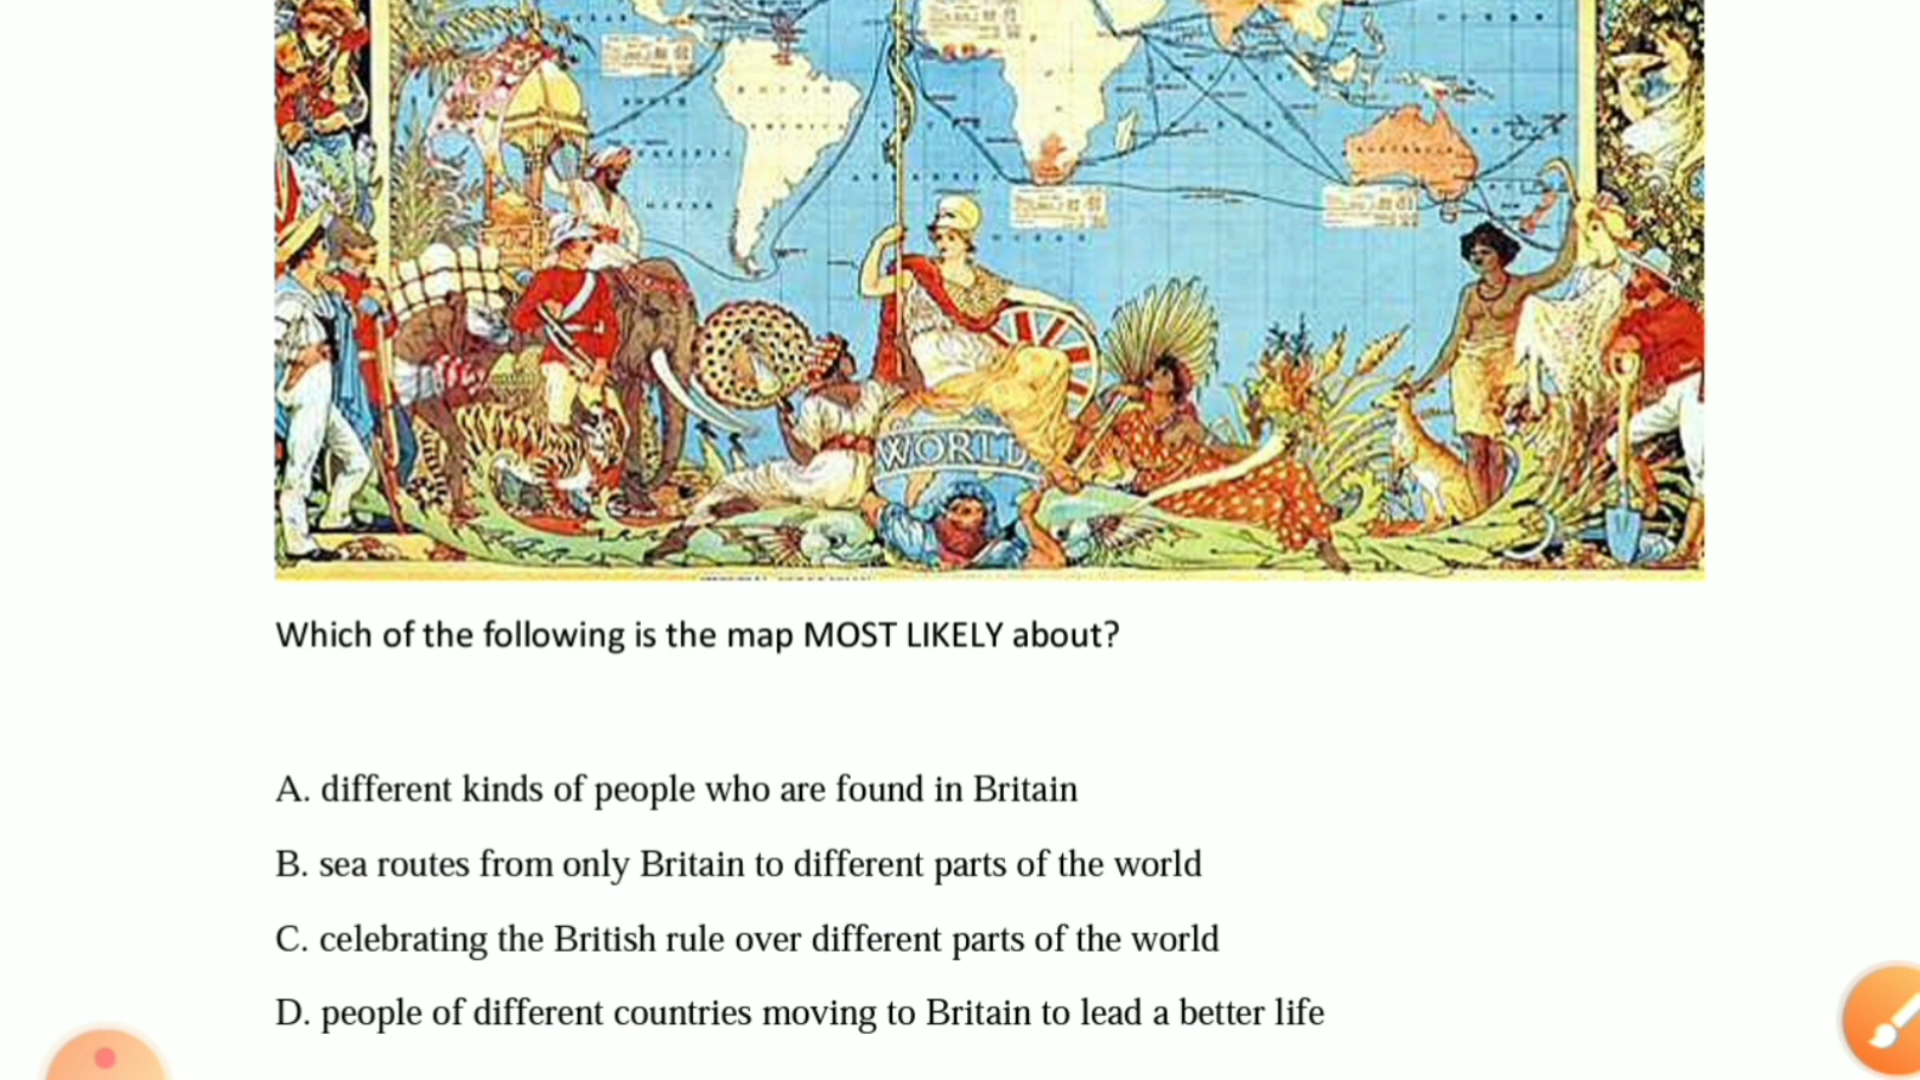 WORLD
Which of the following is the map MOST LIKELY about?
A. different kinds of people who are found in Britain
B. sea routes from only Britain to different parts of the world
C. celebrating the British rule over different parts of the world
D. people of different countries moving to Britain to lead a better life